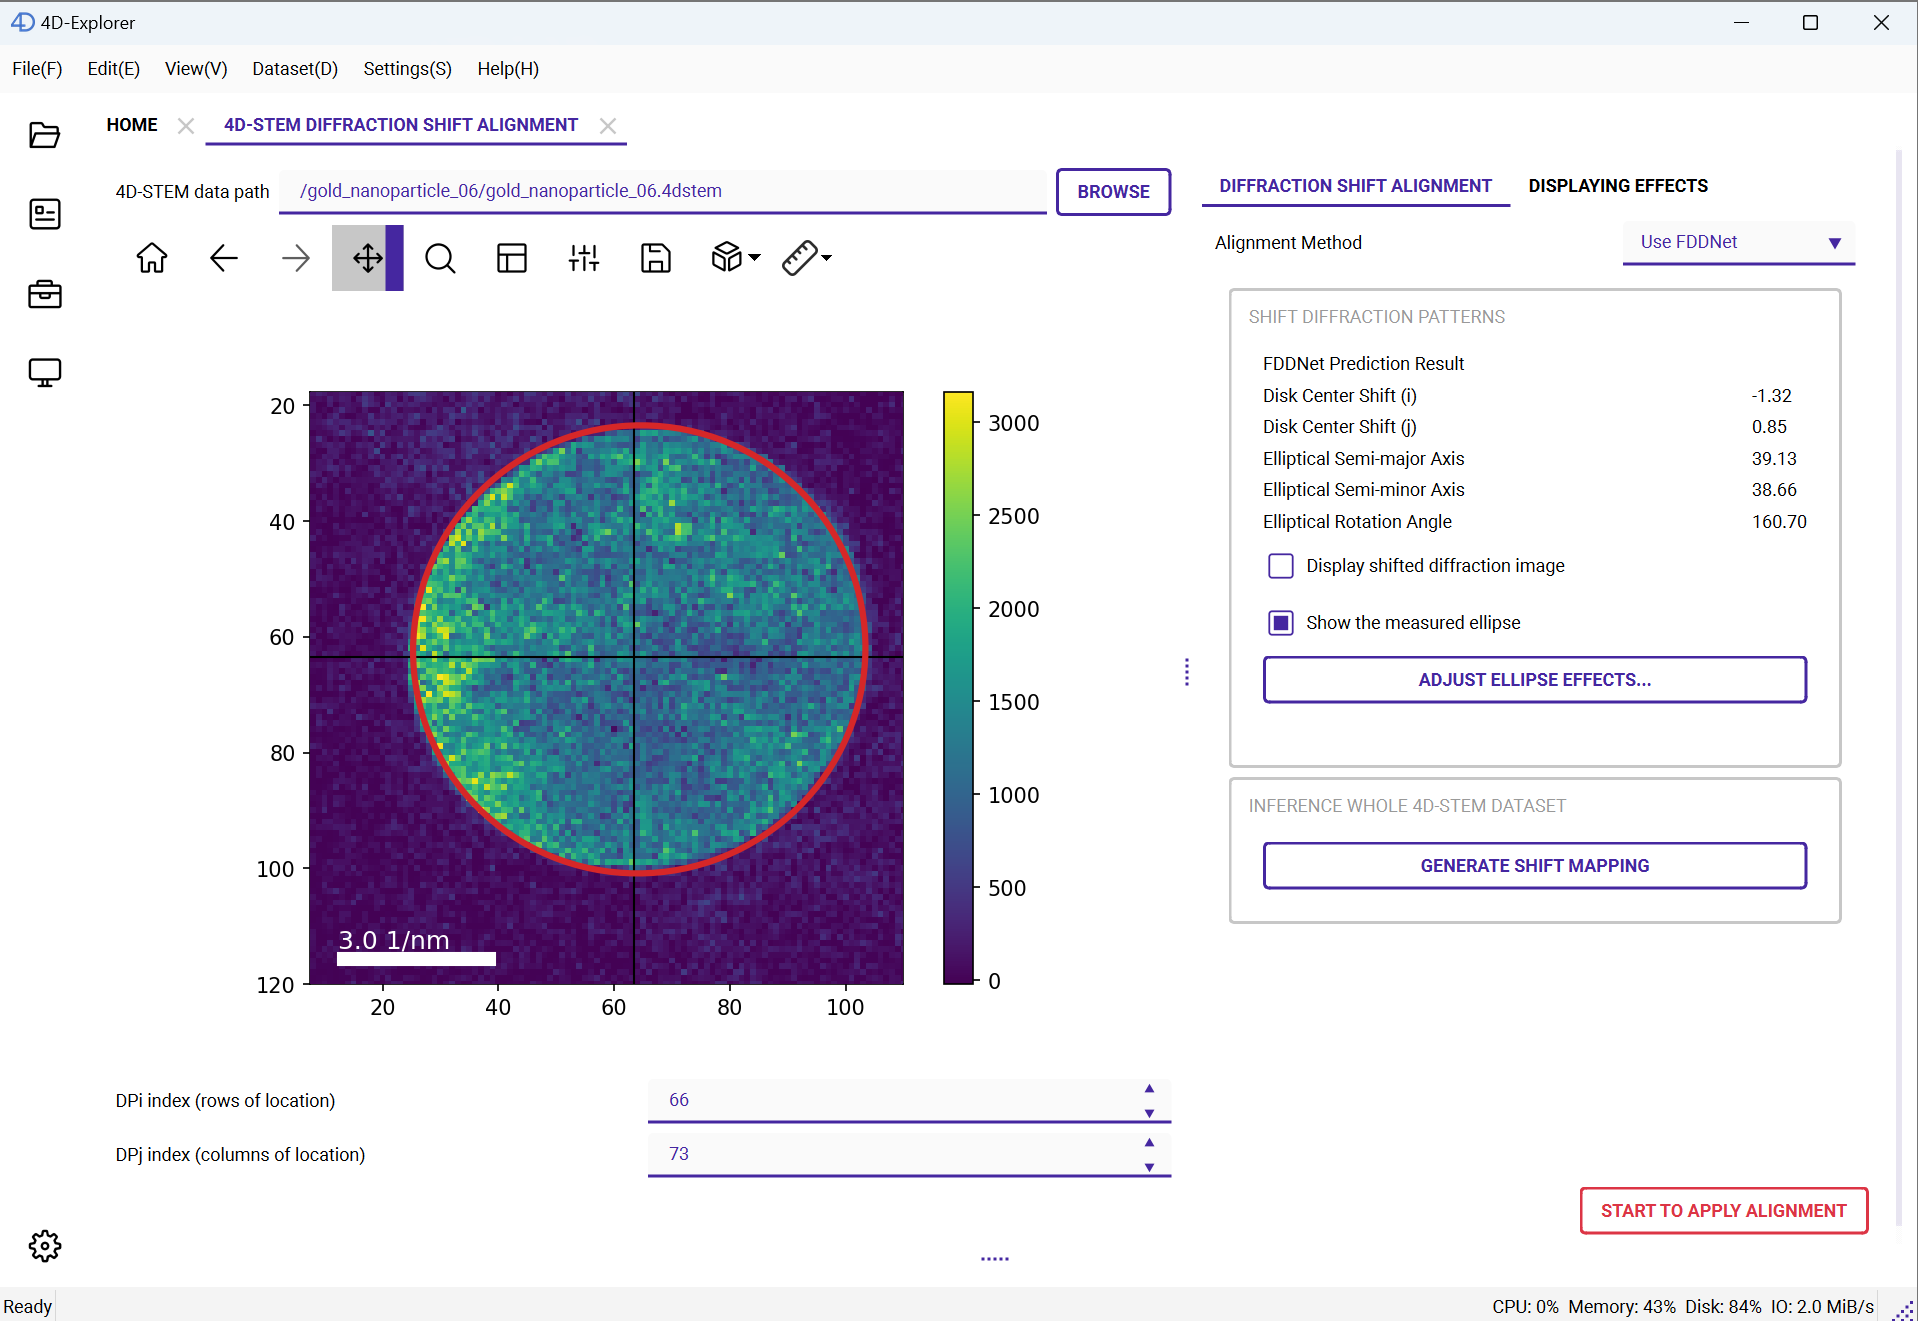 4D-Explorer
File(F) Edit(E) View(V) Dataset(D) Settings(S) Help(H)
HOME 4D-STEM DIFFRACTION SHIFT ALIGNMENT
4D-STEM data path /gold_nanoparticle_06/gold_nanoparticle_06.4dstem BROWSE
DIFFRACTION SHIFT ALIGNMENT DISPLAYING EFFECTS
Alignment Method Use FDDNet
SHIFT DIFFRACTION PATTERNS
FDDNet Prediction Result
Disk Center Shift (i) -1.32
Disk Center Shift (j) 0.85
Elliptical Semi-major Axis 39.13
Elliptical Semi-minor Axis 38.66
Elliptical Rotation Angle 160.70
Display shifted diffraction image
Show the measured ellipse
ADJUST ELLIPSE EFFECTS...
INFERENCE WHOLE 4D-STEM DATASET
GENERATE SHIFT MAPPING
20
40
60
80
100
120
20 40 60 80 100
3.0 1/nm
3000
2500
2000
1500
1000
500
0
DPi index (rows of location) 66
DPj index (columns of location) 73
START TO APPLY ALIGNMENT
Ready
CPU: 0% Memory: 43% Disk: 84% IO: 2.0 MiB/s